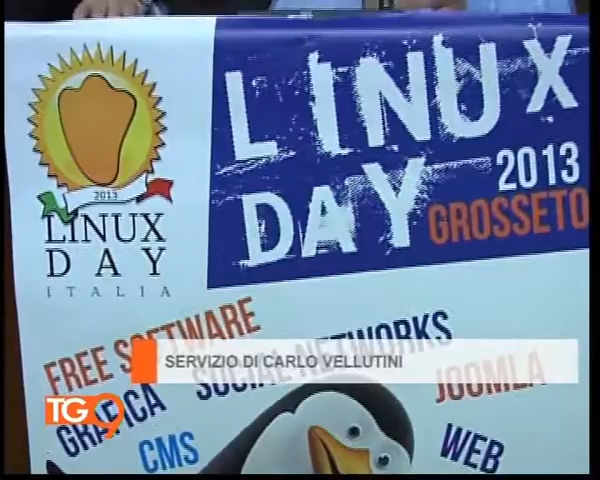 LINUX
DAY
2013
GROSSETO
2013
LINUX
DAY
ITALIA
FREE SOFTWARE
SOCIAL NETWORKS
SERVIZIO DI CARLO VELLUTINI
JOOMLA
GRAFICA
TG9
CMS
WEB